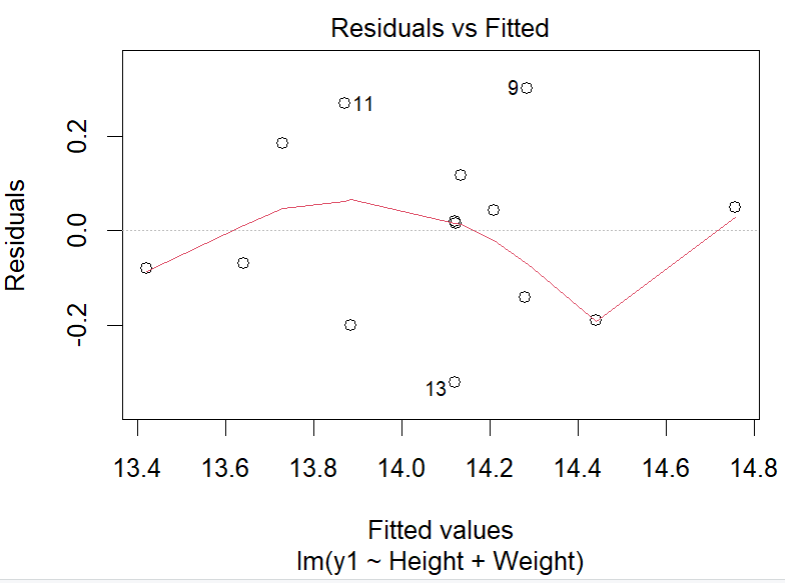 Residuals vs Fitted
Residuals
0.2
0.0
-0.2
11
9
13
13.4 13.6 13.8 14.0 14.2 14.4 14.6 14.8
Fitted values
lm(y1 ~ Height + Weight)